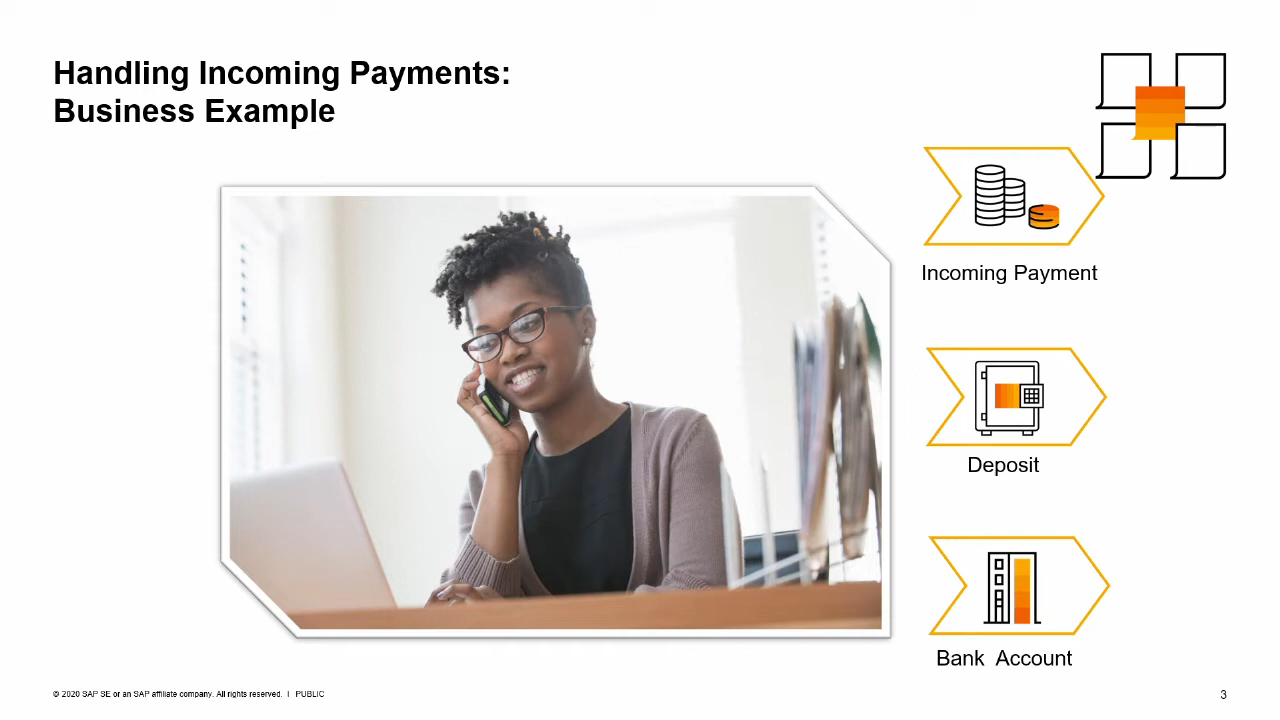 Handling Incoming Payments:
Business Example
Incoming Payment
Deposit
Bank  Account
© 2020 SAP SE or an SAP affiliate company. All rights reserved.  I  PUBLIC
3